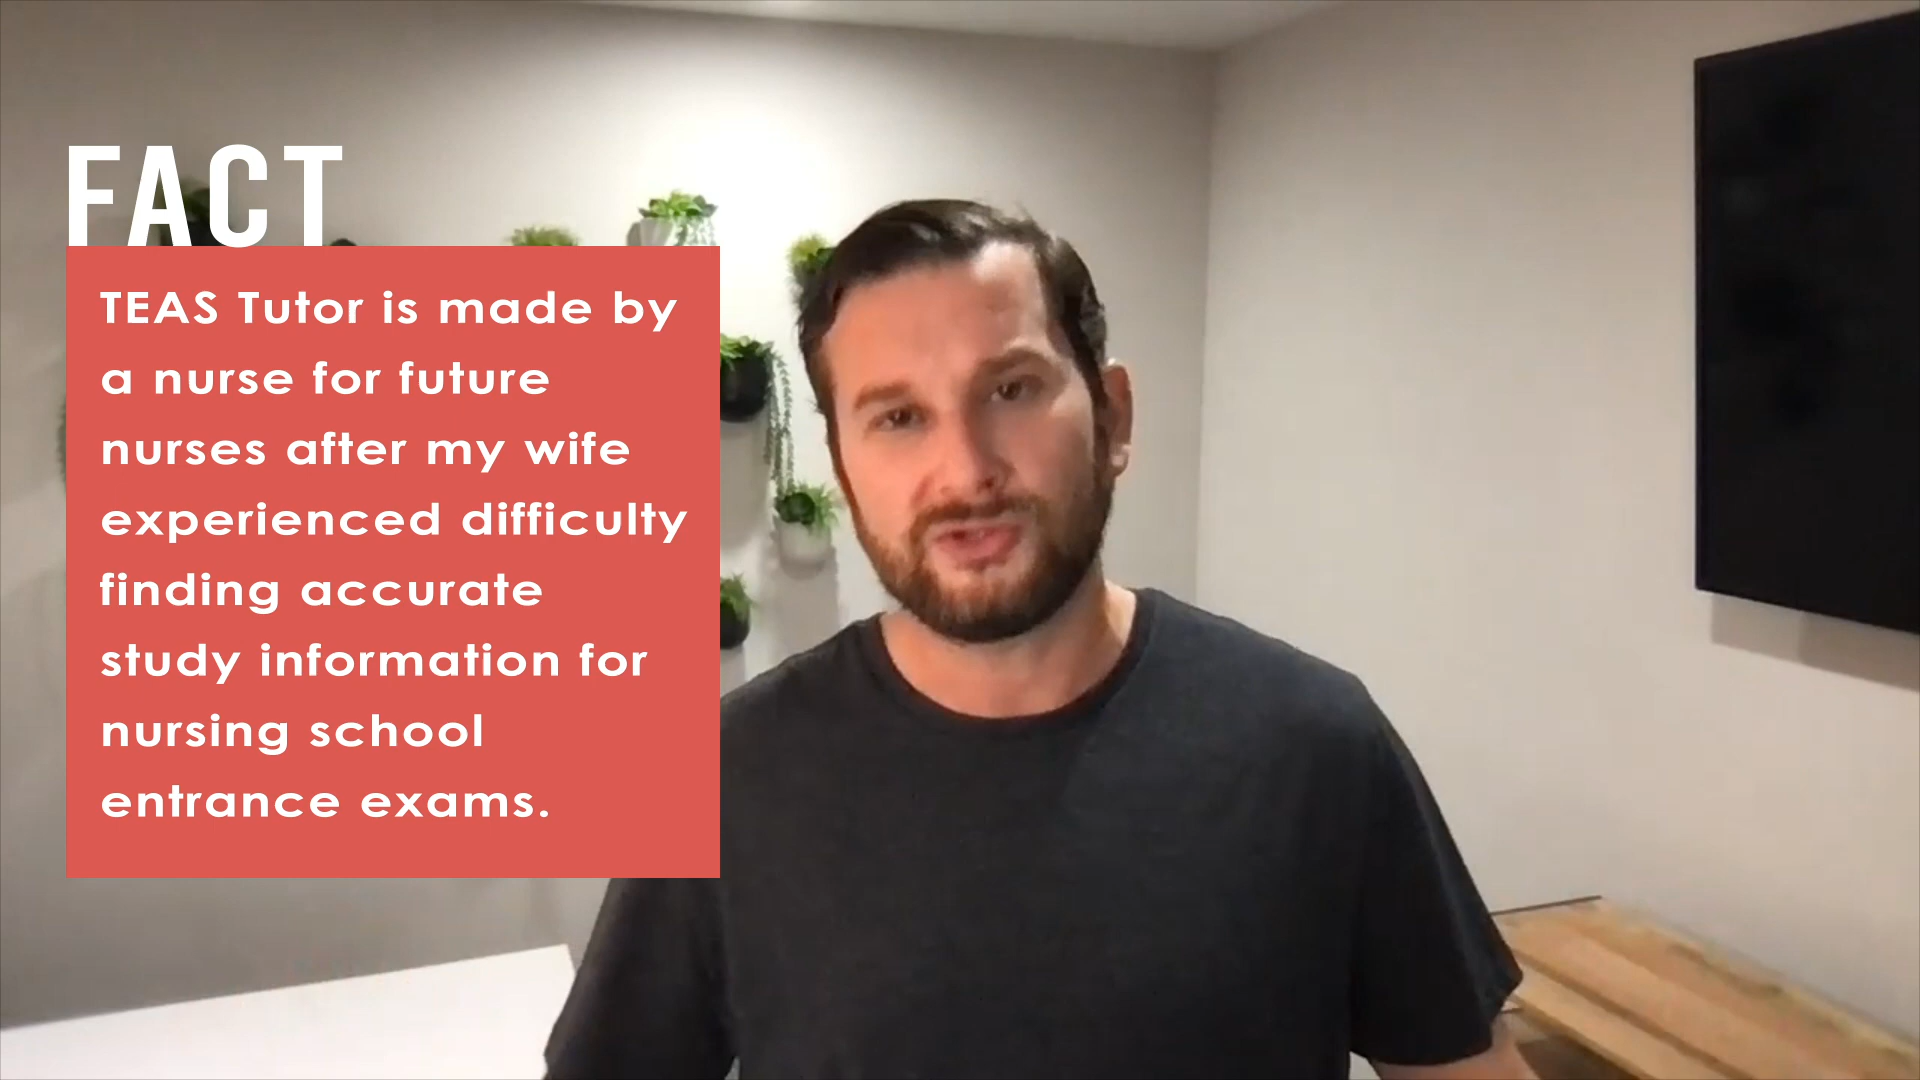 FACT
TEAS Tutor is made by
a nurse for future
nurses after my wife
experienced difficulty
finding accurate
study information for
nursing school
entrance exams.